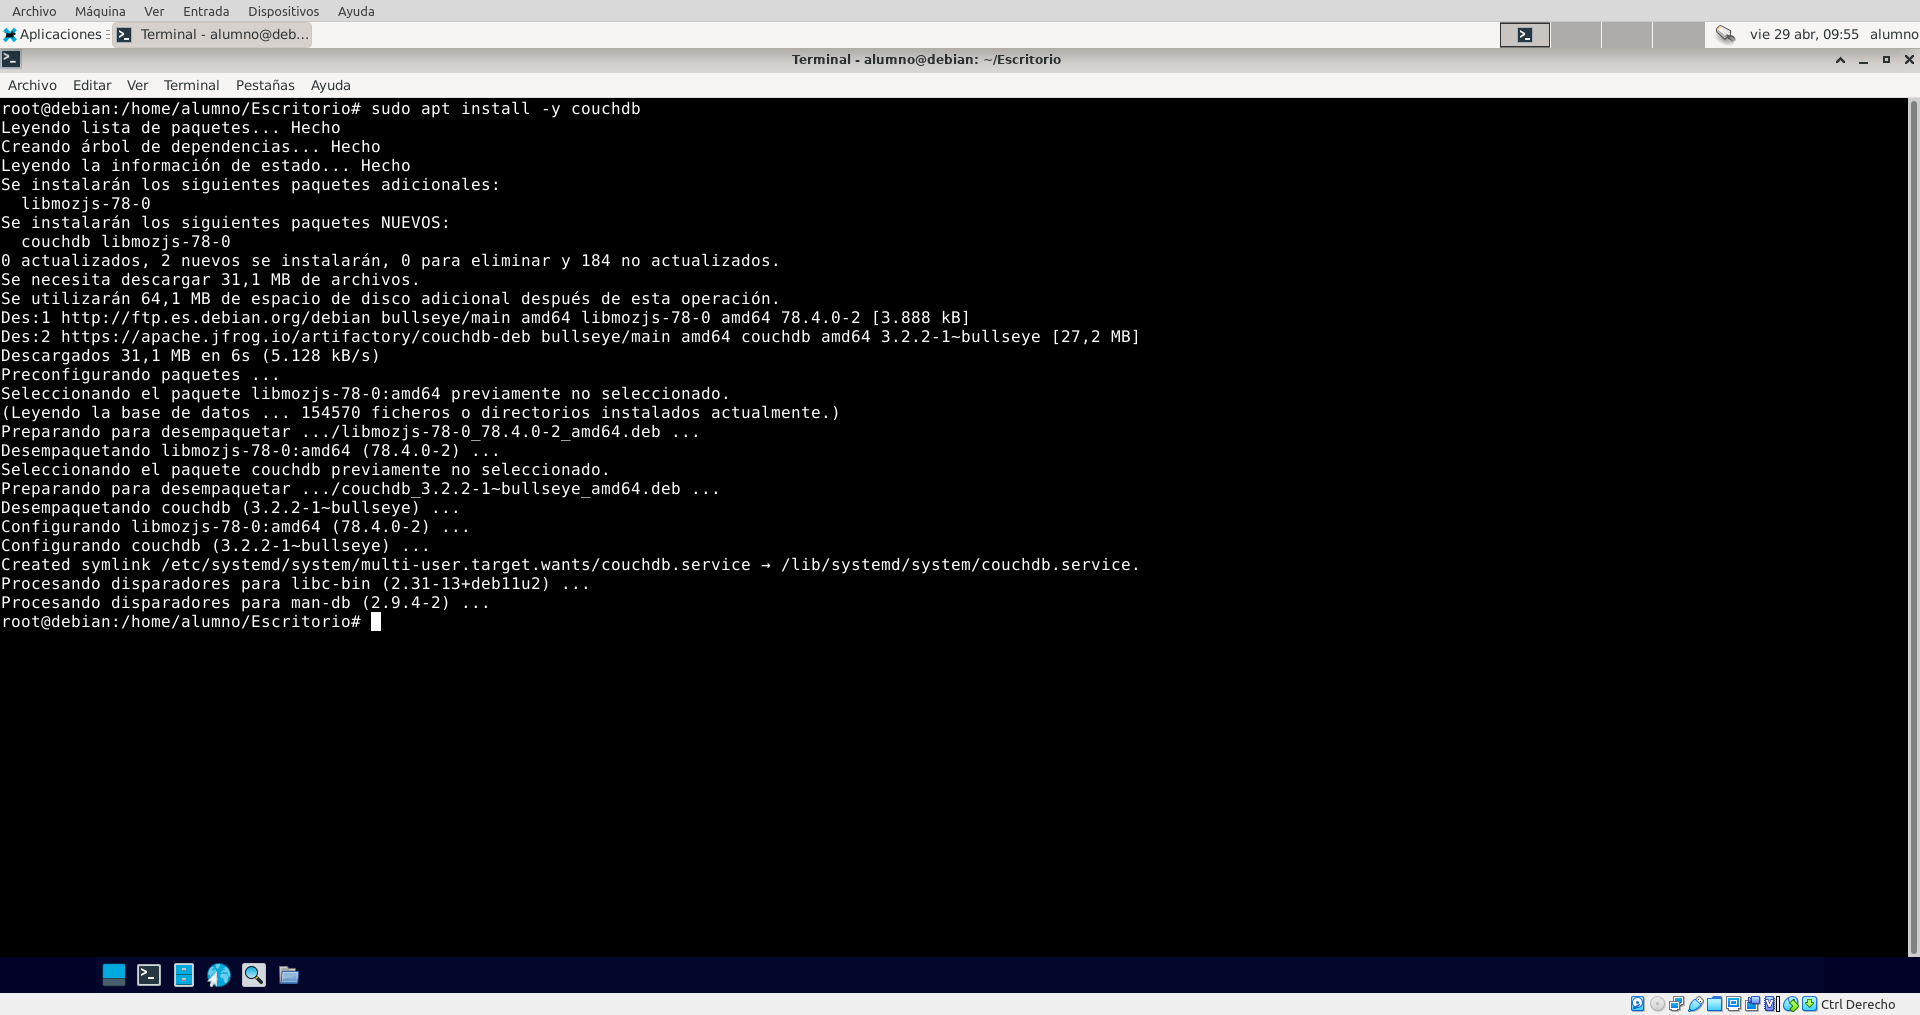 Archivo Máquina Ver Entrada Dispositivos Ayuda
Aplicaciones Terminal - alumno@deb... vie 29 abr, 09:55 alumno
Terminal - alumno@debian: ~/Escritorio
Archivo Editar Ver Terminal Pestañas Ayuda
root@debian:/home/alumno/Escritorio# sudo apt install -y couchdb
Leyendo lista de paquetes... Hecho
Creando árbol de dependencias... Hecho
Leyendo la información de estado... Hecho
Se instalarán los siguientes paquetes adicionales:
  libmozjs-78-0
Se instalarán los siguientes paquetes NUEVOS:
  couchdb libmozjs-78-0
0 actualizados, 2 nuevos se instalarán, 0 para eliminar y 184 no actualizados.
Se necesita descargar 31,1 MB de archivos.
Se utilizarán 64,1 MB de espacio de disco adicional después de esta operación.
Des:1 http://ftp.es.debian.org/debian bullseye/main amd64 libmozjs-78-0 amd64 78.4.0-2 [3.888 kB]
Des:2 https://apache.jfrog.io/artifactory/couchdb-deb bullseye/main amd64 couchdb amd64 3.2.2-1~bullseye [27,2 MB]
Descargados 31,1 MB en 6s (5.128 kB/s)
Preconfigurando paquetes ...
Seleccionando el paquete libmozjs-78-0:amd64 previamente no seleccionado.
(Leyendo la base de datos ... 154570 ficheros o directorios instalados actualmente.)
Preparando para desempaquetar .../libmozjs-78-0_78.4.0-2_amd64.deb ...
Desempaquetando libmozjs-78-0:amd64 (78.4.0-2) ...
Seleccionando el paquete couchdb previamente no seleccionado.
Preparando para desempaquetar .../couchdb_3.2.2-1~bullseye_amd64.deb ...
Desempaquetando couchdb (3.2.2-1~bullseye) ...
Configurando libmozjs-78-0:amd64 (78.4.0-2) ...
Configurando couchdb (3.2.2-1~bullseye) ...
Created symlink /etc/systemd/system/multi-user.target.wants/couchdb.service → /lib/systemd/system/couchdb.service.
Procesando disparadores para libc-bin (2.31-13+deb11u2) ...
Procesando disparadores para man-db (2.9.4-2) ...
root@debian:/home/alumno/Escritorio#
Ctrl Derecho